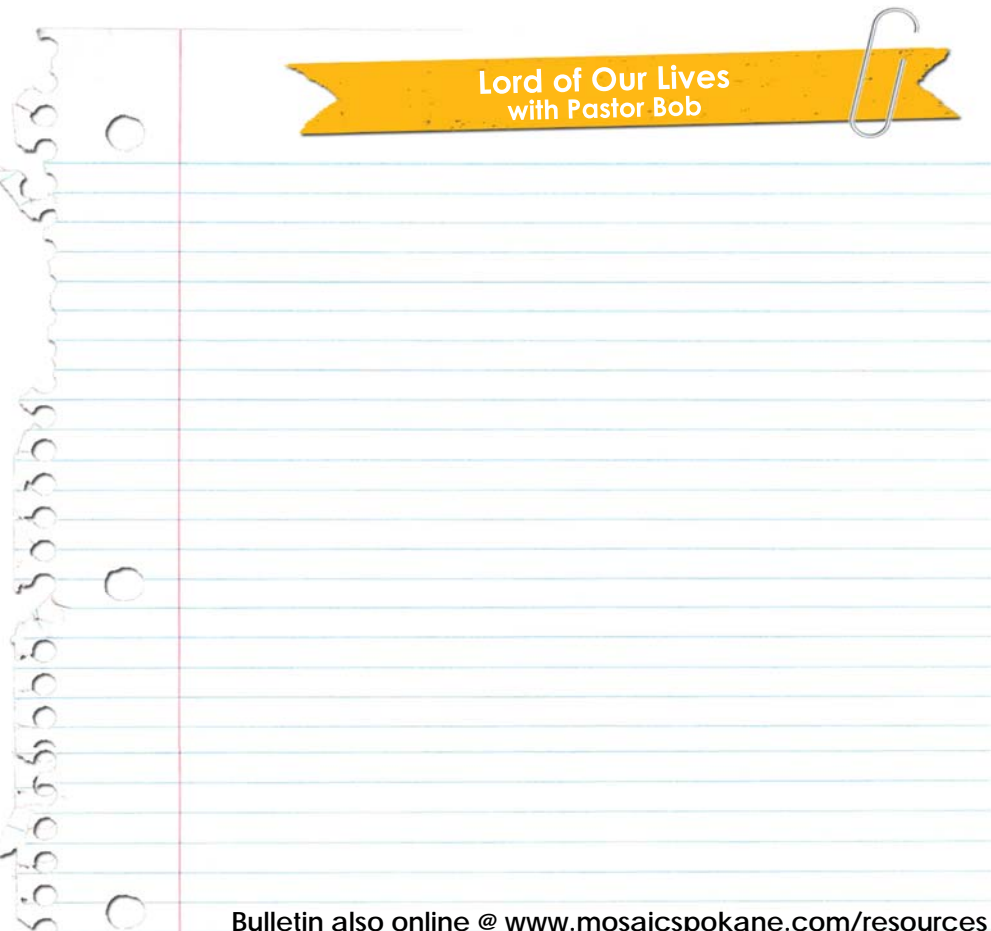 Lord of Our Lives
with Pastor Bob
Bulletin also online @ www.mosaicspokane.com/resources